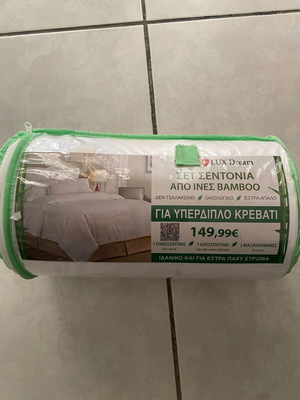 LUX Dream
ΣΕΤ ΣΕΝΤΟΝΙΑ
ΑΠΟ ΙΝΕΣ BAMBOO
ΔΕΝ ΤΣΑΛΑΚΩΝΕΙ ΟΙΚΟΛΟΓΙΚΟ ΕΞΤΡΑ ΑΠΑΛΟ
ΓΙΑ ΥΠΕΡΔΙΠΛΟ ΚΡΕΒΑΤΙ
149,99€
1 ΠΑΝΩΣΕΝΤΟΝΟ 1 ΚΑΤΩΣΕΝΤΟΝΟ 2 ΜΑΞΙΛΑΡΟΘΗΚΕΣ
ΙΔΑΝΙΚΟ ΚΑΙ ΓΙΑ ΕΞΤΡΑ ΠΑΧΥ ΣΤΡΩΜΑ